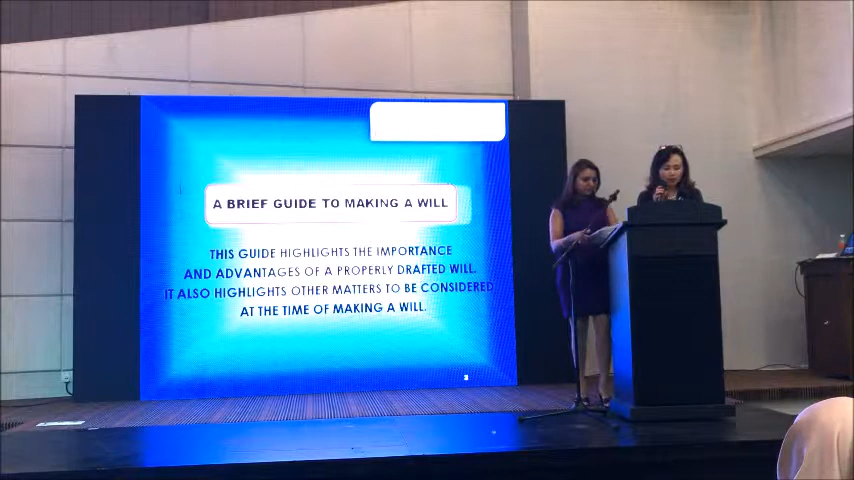 A BRIEF GUIDE TO MAKING A WILL
THIS GUIDE HIGHLIGHTS THE IMPORTANCE
AND ADVANTAGES OF A PROPERLY DRAFTED WILL.
IT ALSO HIGHLIGHTS OTHER MATTERS TO BE CONSIDERED
AT THE TIME OF MAKING A WILL.